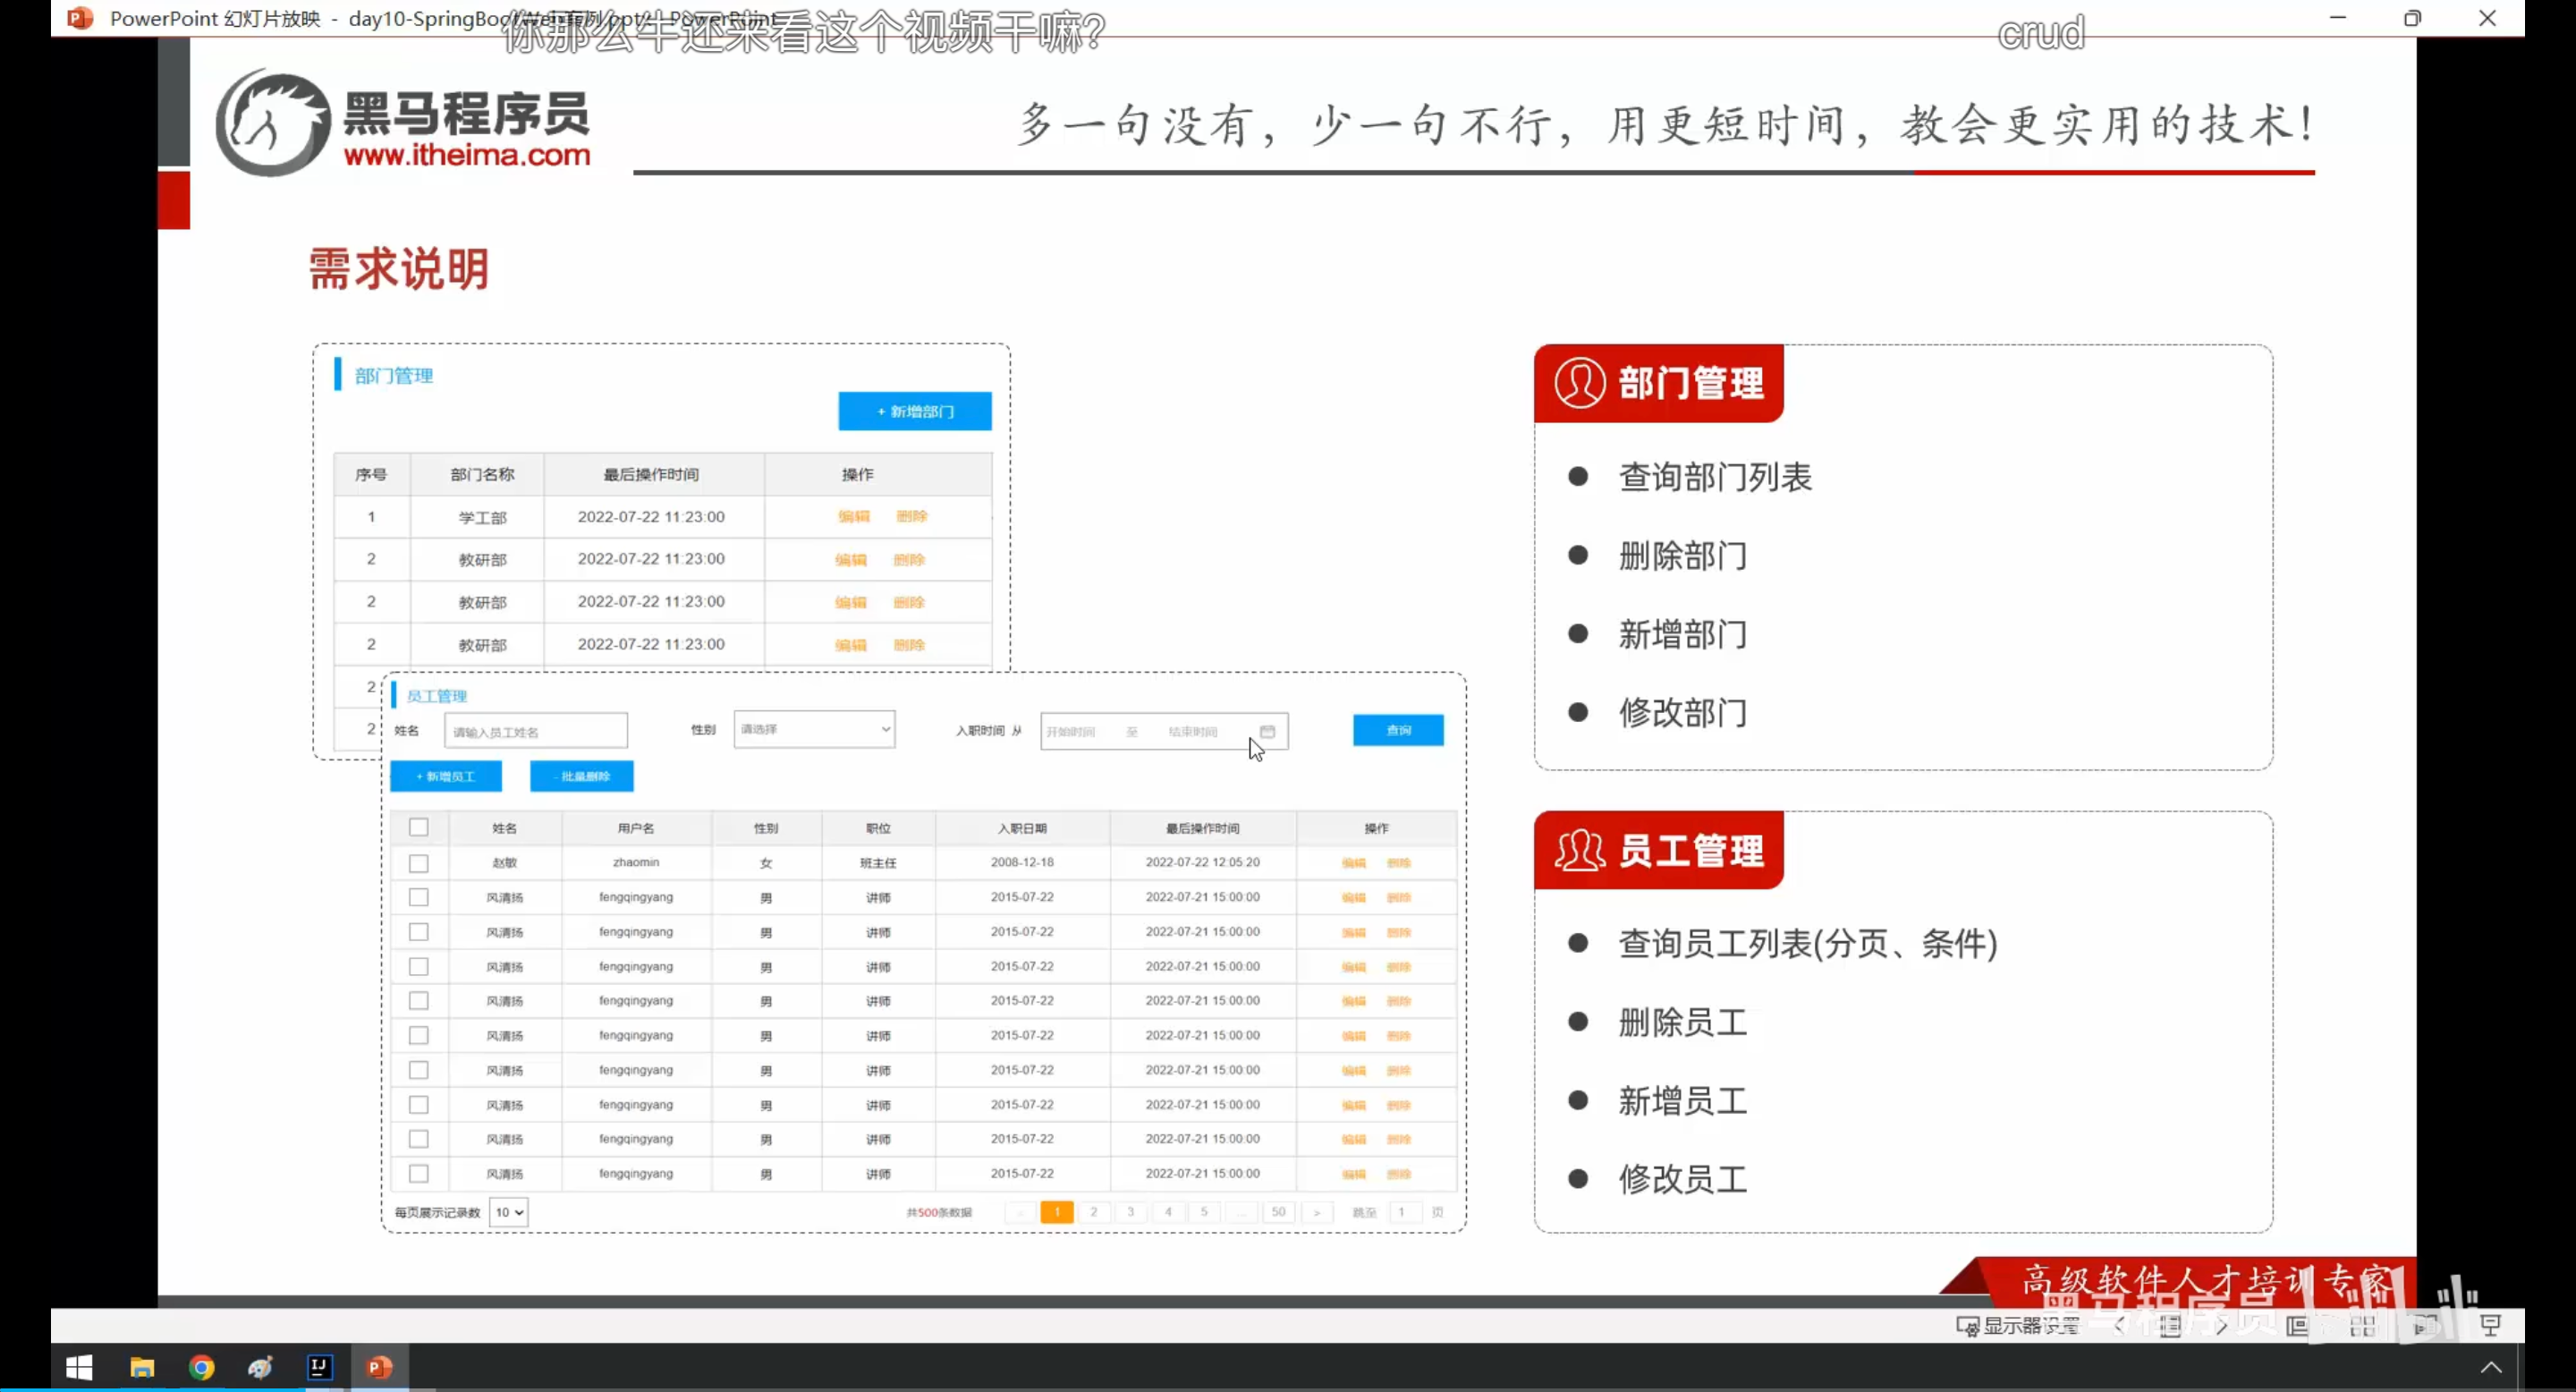 PowerPoint 幻灯片放映 - day10-SpringBootWeb案例.pptx - PowerPoint
你那么牛还来看这个视频干嘛?
crud
黑马程序员
www.itheima.com
多一句没有，少一句不行，用更短时间，教会更实用的技术！
需求说明
部门管理
+ 新增部门
序号 部门名称 最后操作时间 操作
1 学工部 2022-07-22 11:23:00 编辑 删除
2 教研部 2022-07-22 11:23:00 编辑 删除
2 教研部 2022-07-22 11:23:00 编辑 删除
2 教研部 2022-07-22 11:23:00 编辑 删除
2
2
员工管理
姓名 请输入员工姓名 性别 请选择 入职时间 从 开始时间 至 结束时间 查询
+ 新增员工 - 批量删除
姓名 用户名 性别 职位 入职日期 最后操作时间 操作
赵敏 zhaomin 女 班主任 2008-12-18 2022-07-22 12:05:20 编辑 删除
风清扬 fengqingyang 男 讲师 2015-07-22 2022-07-21 15:00:00 编辑 删除
风清扬 fengqingyang 男 讲师 2015-07-22 2022-07-21 15:00:00 编辑 删除
风清扬 fengqingyang 男 讲师 2015-07-22 2022-07-21 15:00:00 编辑 删除
风清扬 fengqingyang 男 讲师 2015-07-22 2022-07-21 15:00:00 编辑 删除
风清扬 fengqingyang 男 讲师 2015-07-22 2022-07-21 15:00:00 编辑 删除
风清扬 fengqingyang 男 讲师 2015-07-22 2022-07-21 15:00:00 编辑 删除
风清扬 fengqingyang 男 讲师 2015-07-22 2022-07-21 15:00:00 编辑 删除
风清扬 fengqingyang 男 讲师 2015-07-22 2022-07-21 15:00:00 编辑 删除
风清扬 fengqingyang 男 讲师 2015-07-22 2022-07-21 15:00:00 编辑 删除
每页展示记录数 10 共500条数据 1 2 3 4 5 ... 50 > 跳至 1 页
部门管理
● 查询部门列表
● 删除部门
● 新增部门
● 修改部门
员工管理
● 查询员工列表(分页、条件)
● 删除员工
● 新增员工
● 修改员工
高级软件人才培训专家
黑马程序员
显示器设置